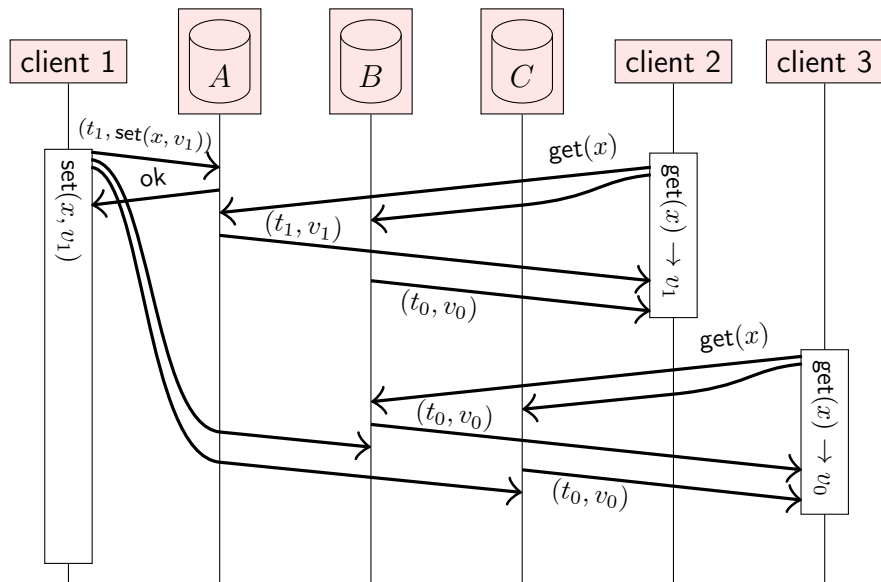 client 1
A
B
C
client 2
client 3
(t₁, set(x, v₁))
ok
set(x, v₁)
get(x)
(t₁, v₁)
(t₀, v₀)
get(x) → v₁
get(x)
(t₀, v₀)
(t₀, v₀)
get(x) → v₀